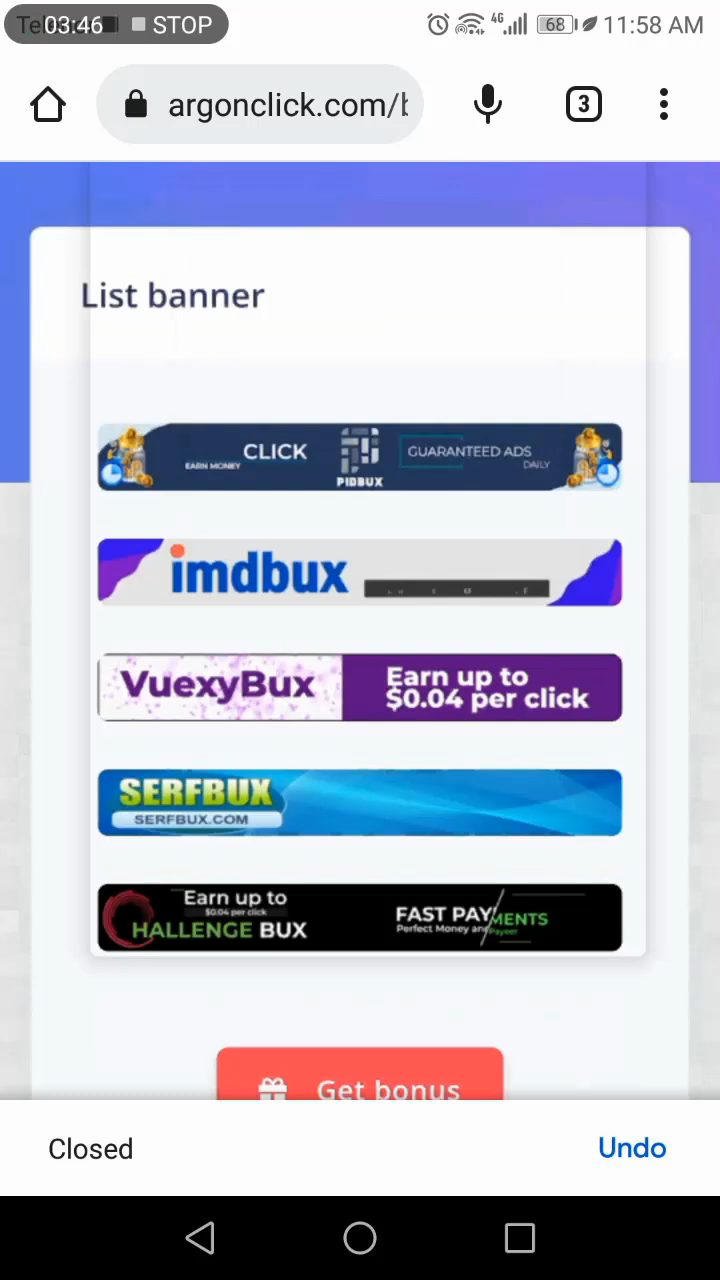 03:46 STOP 4G 68 11:58 AM
argonclick.com/b
3
List banner
CLICK
EARN MONEY
PIDBUX
GUARANTEED ADS
DAILY
imdbux
VuexyBux
Earn up to
$0.04 per click
SERFBUX
SERFBUX.COM
Earn up to
$0.04 per click
HALLENGE BUX
FAST PAYMENTS
Perfect Money and Payeer
Get bonus
Closed
Undo